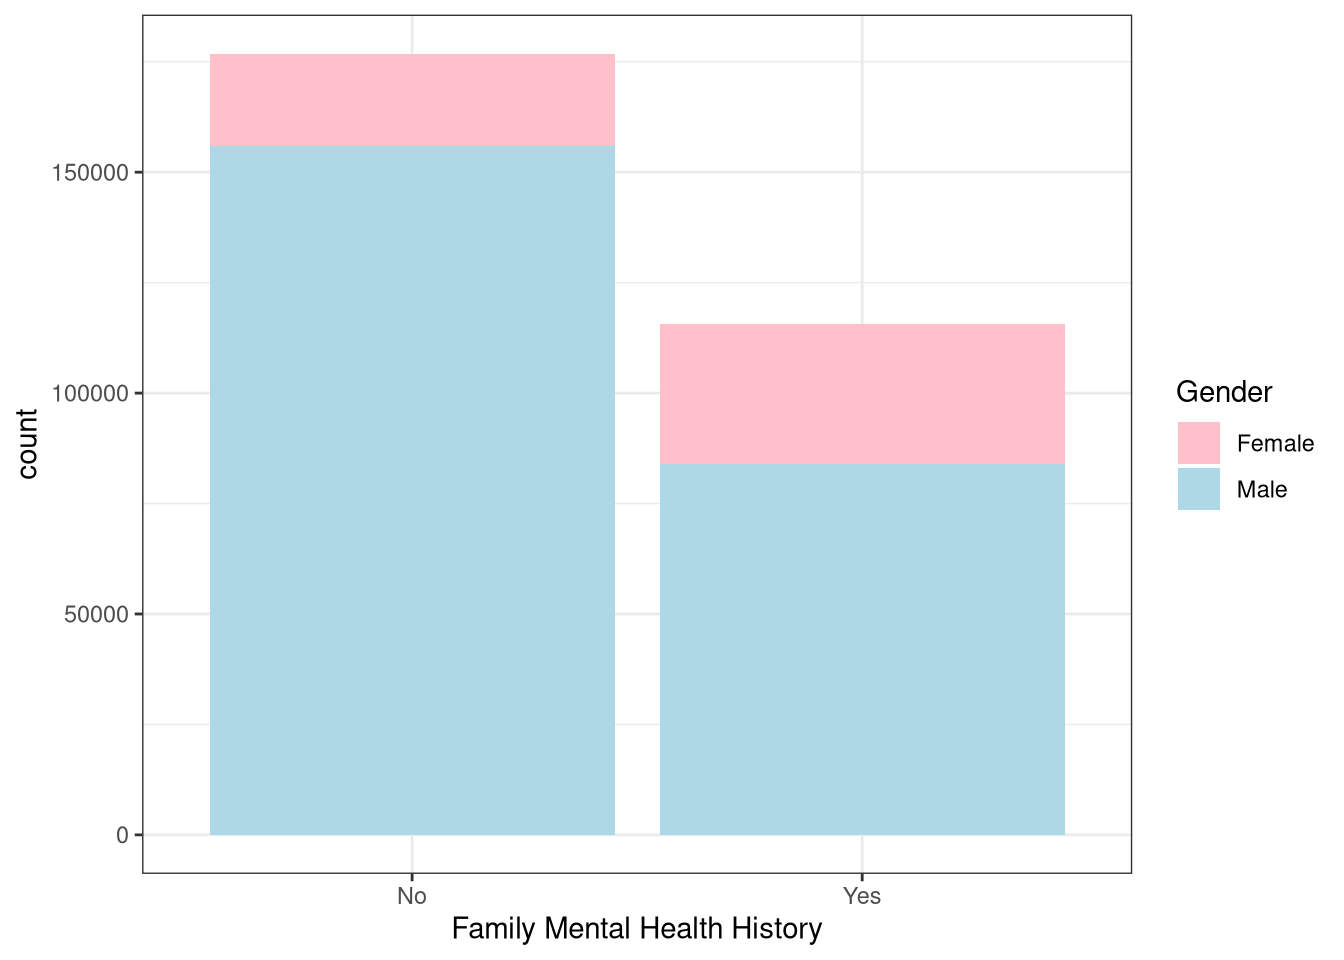 count
150000
100000
50000
0
No
Yes
Family Mental Health History
Gender
Female
Male